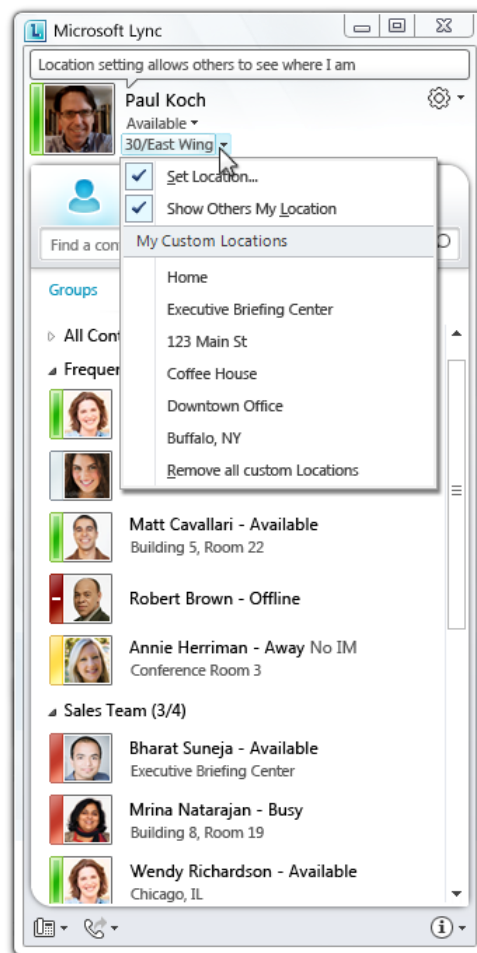 Microsoft Lync
Location setting allows others to see where I am
Paul Koch
Available
30/East Wing
Set Location...
Show Others My Location
My Custom Locations
Find a con
Home
Groups
Executive Briefing Center
All Cont
123 Main St
Frequen
Coffee House
Downtown Office
Buffalo, NY
Remove all custom Locations
Matt Cavallari - Available
Building 5, Room 22
Robert Brown - Offline
Annie Herriman - Away No IM
Conference Room 3
Sales Team (3/4)
Bharat Suneja - Available
Executive Briefing Center
Mrina Natarajan - Busy
Building 8, Room 19
Wendy Richardson - Available
Chicago, IL